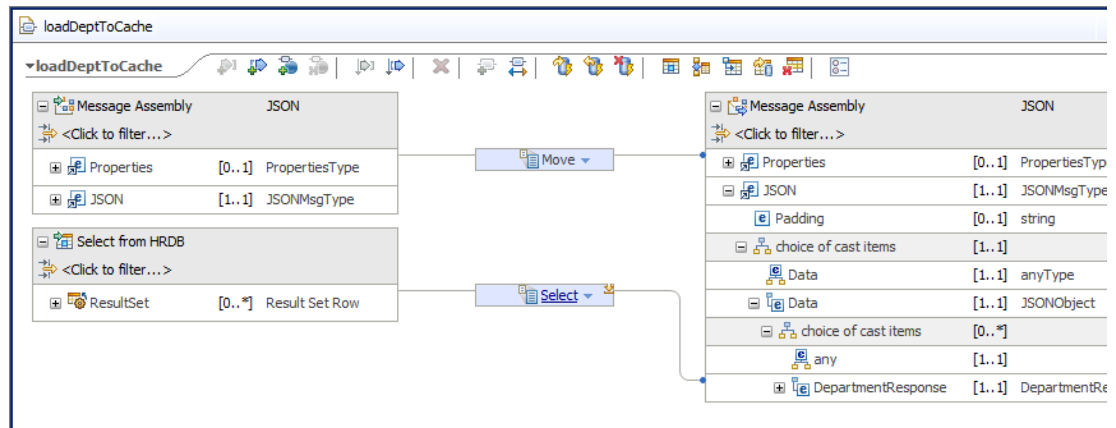 loadDeptToCache
loadDeptToCache
Message Assembly JSON
<Click to filter...>
Properties [0..1] PropertiesType
JSON [1..1] JSONMsgType
Select from HRDB
<Click to filter...>
ResultSet [0..*] Result Set Row
Move
Select
Message Assembly JSON
<Click to filter...>
Properties [0..1] PropertiesType
JSON [1..1] JSONMsgType
Padding [0..1] string
choice of cast items [1..1]
Data [1..1] anyType
Data [1..1] JSONObject
choice of cast items [0..*]
any [1..1]
DepartmentResponse [1..1] DepartmentRe